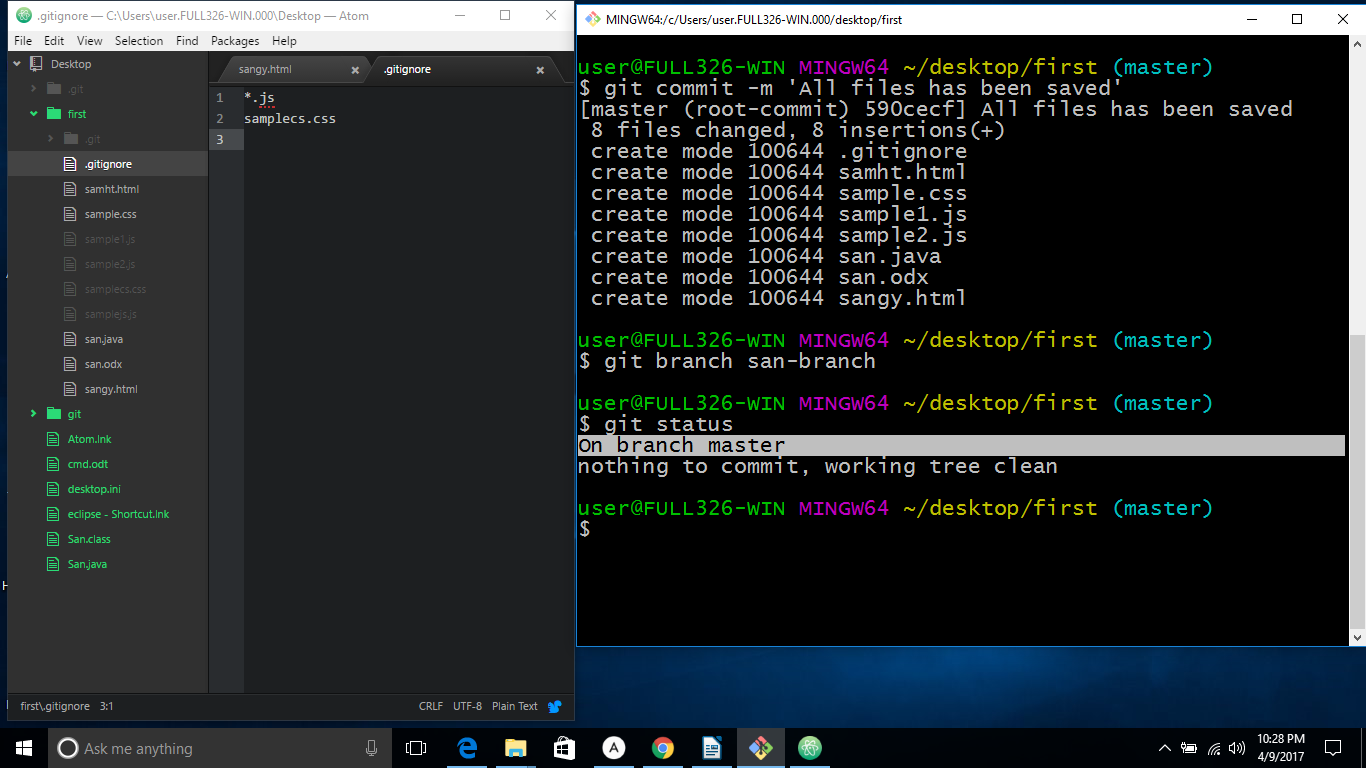 .gitignore — C:\Users\user.FULL326-WIN.000\Desktop — Atom
File Edit View Selection Find Packages Help
Desktop
.git
first
.git
.gitignore
samht.html
sample.css
sample1.js
sample2.js
samplecs.css
samplejs.js
san.java
san.odx
sangy.html
git
Atom.lnk
cmd.odt
desktop.ini
eclipse - Shortcut.lnk
San.class
San.java
sangy.html
.gitignore
1 *.js
2 samplecs.css
3
first\.gitignore 3:1
CRLF UTF-8 Plain Text
MINGW64:/c/Users/user.FULL326-WIN.000/desktop/first
user@FULL326-WIN MINGW64 ~/desktop/first (master)
$ git commit -m 'All files has been saved'
[master (root-commit) 590cecf] All files has been saved
8 files changed, 8 insertions(+)
create mode 100644 .gitignore
create mode 100644 samht.html
create mode 100644 sample.css
create mode 100644 sample1.js
create mode 100644 sample2.js
create mode 100644 san.java
create mode 100644 san.odx
create mode 100644 sangy.html
user@FULL326-WIN MINGW64 ~/desktop/first (master)
$ git branch san-branch
user@FULL326-WIN MINGW64 ~/desktop/first (master)
$ git status
On branch master
nothing to commit, working tree clean
user@FULL326-WIN MINGW64 ~/desktop/first (master)
$
H
Ask me anything
A
10:28 PM
4/9/2017